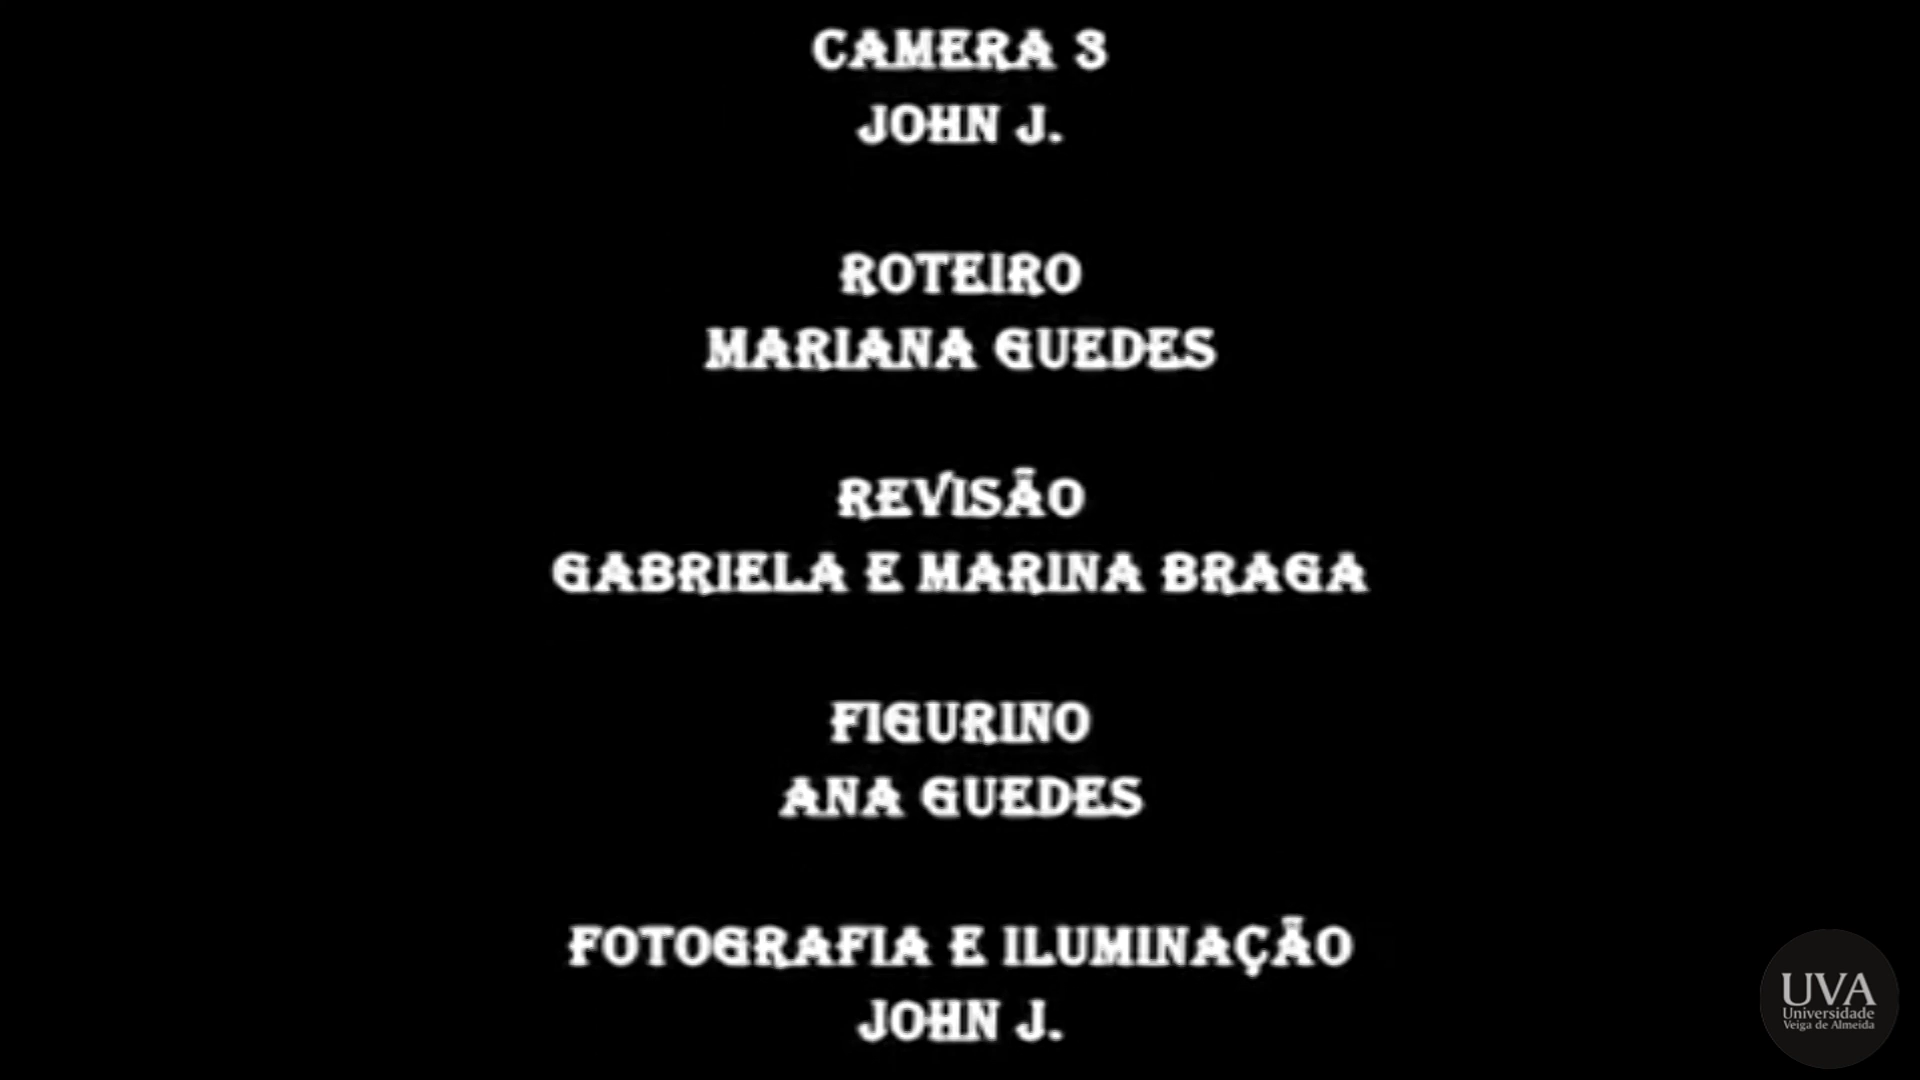 CAMERA 3
JOHN J.
ROTEIRO
MARIANA GUEDES
REVISÃO
GABRIELA E MARINA BRAGA
FIGURINO
ANA GUEDES
FOTOGRAFIA E ILUMINAÇÃO
JOHN J.
UVA
Universidade
Veiga de Almeida